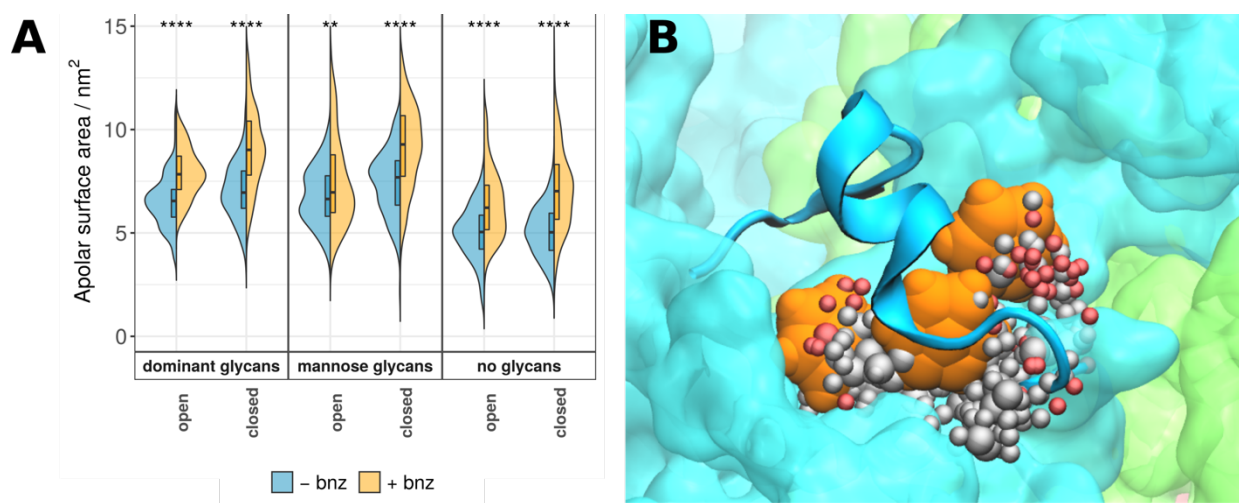 A
B
15
10
5
0
Apolar surface area / nm²
**** **** ** **** **** ****
dominant glycans mannose glycans no glycans
open closed open closed open closed
− bnz + bnz